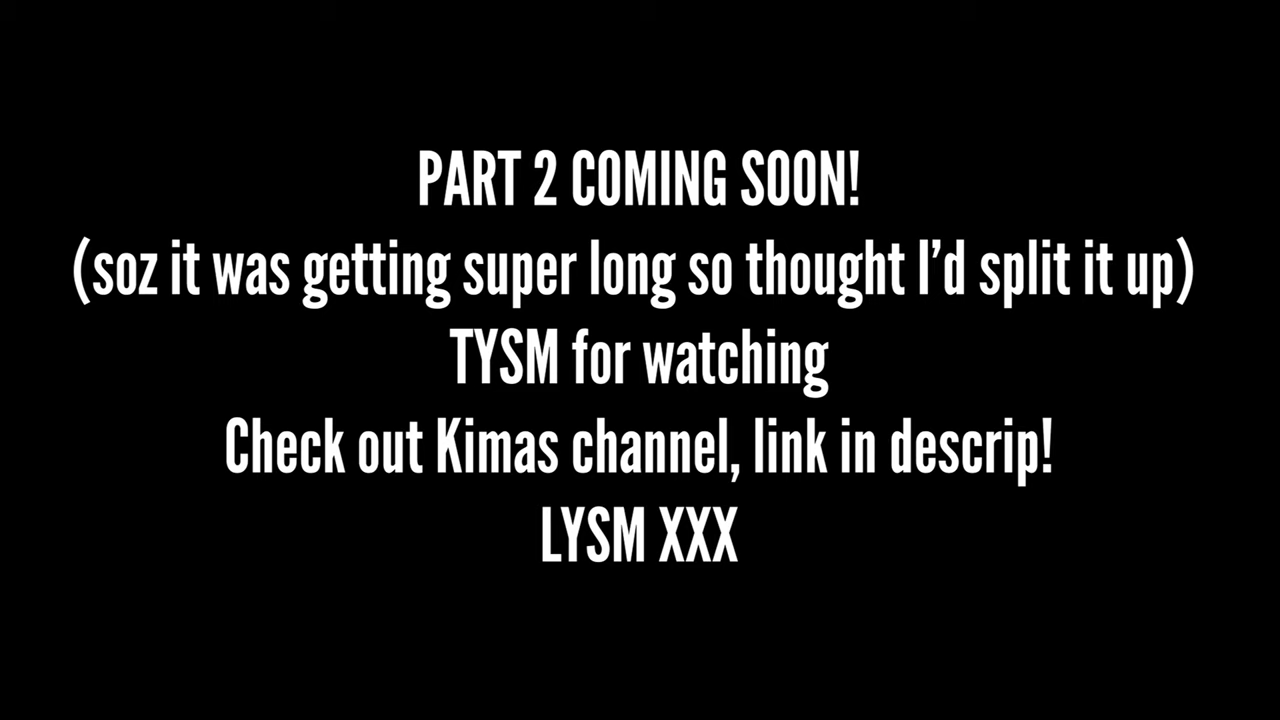 PART 2 COMING SOON!
(soz it was getting super long so thought I’d split it up)
TYSM for watching
Check out Kimas channel, link in descrip!
LYSM XXX